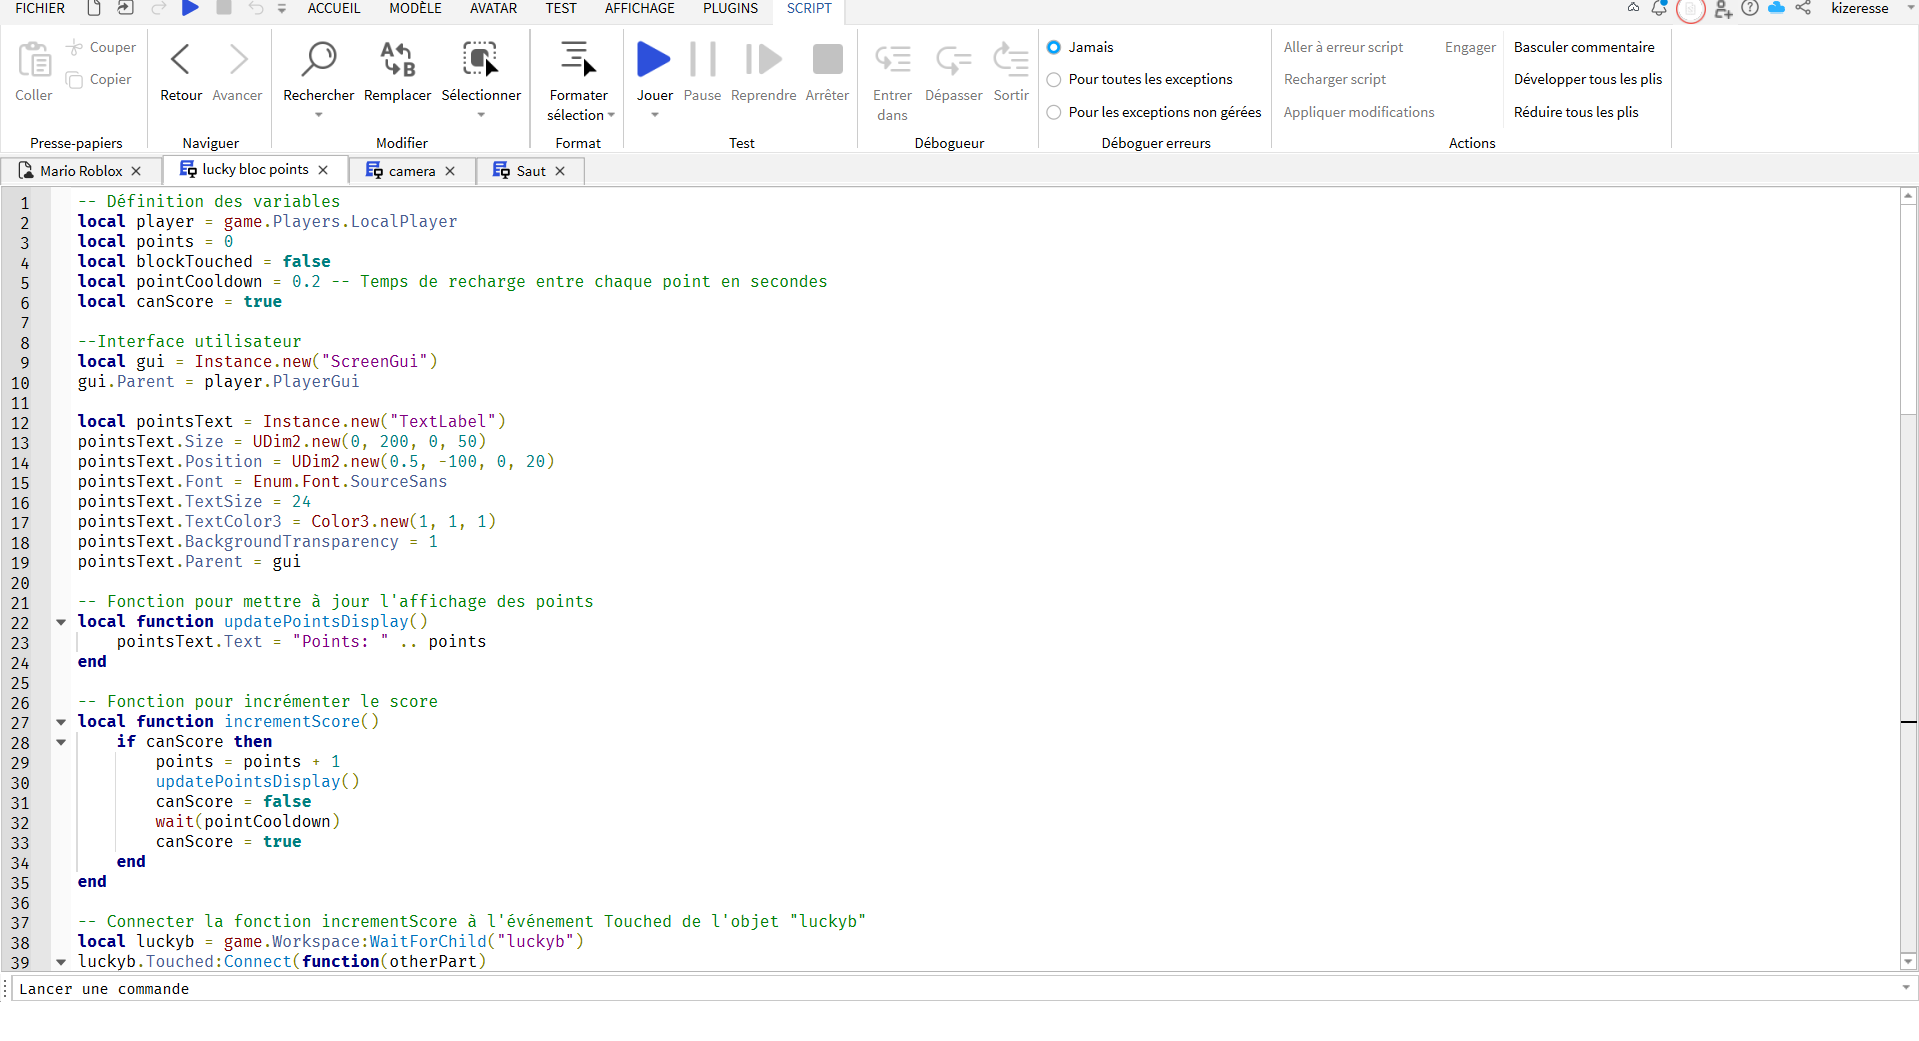 FICHIER ACCUEIL MODÈLE AVATAR TEST AFFICHAGE PLUGINS SCRIPT kizeresse
Coller
Couper
Copier
Presse-papiers
Retour
Avancer
Naviguer
Rechercher
Remplacer
Sélectionner
Modifier
Formater
sélection
Format
Jouer
Pause
Reprendre
Arrêter
Test
Entrer
dans
Dépasser
Sortir
Débogueur
Jamais
Pour toutes les exceptions
Pour les exceptions non gérées
Déboguer erreurs
Aller à erreur script
Engager
Recharger script
Appliquer modifications
Basculer commentaire
Développer tous les plis
Réduire tous les plis
Actions
Mario Roblox
lucky bloc points
camera
Saut
1 -- Définition des variables
2 local player = game.Players.LocalPlayer
3 local points = 0
4 local blockTouched = false
5 local pointCooldown = 0.2 -- Temps de recharge entre chaque point en secondes
6 local canScore = true
7
8 --Interface utilisateur
9 local gui = Instance.new("ScreenGui")
10 gui.Parent = player.PlayerGui
11
12 local pointsText = Instance.new("TextLabel")
13 pointsText.Size = UDim2.new(0, 200, 0, 50)
14 pointsText.Position = UDim2.new(0.5, -100, 0, 20)
15 pointsText.Font = Enum.Font.SourceSans
16 pointsText.TextSize = 24
17 pointsText.TextColor3 = Color3.new(1, 1, 1)
18 pointsText.BackgroundTransparency = 1
19 pointsText.Parent = gui
20
21 -- Fonction pour mettre à jour l'affichage des points
22 local function updatePointsDisplay()
23 pointsText.Text = "Points: " .. points
24 end
25
26 -- Fonction pour incrémenter le score
27 local function incrementScore()
28 if canScore then
29 points = points + 1
30 updatePointsDisplay()
31 canScore = false
32 wait(pointCooldown)
33 canScore = true
34 end
35 end
36
37 -- Connecter la fonction incrementScore à l'événement Touched de l'objet "luckyb"
38 local luckyb = game.Workspace:WaitForChild("luckyb")
39 luckyb.Touched:Connect(function(otherPart)
Lancer une commande